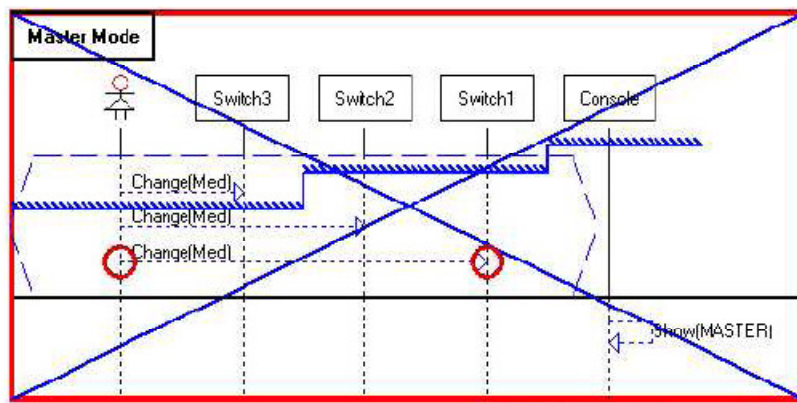 Master Mode
Switch3
Switch2
Switch1
Console
Change(Med)
Change(Med)
Change(Med)
Show(MASTER)